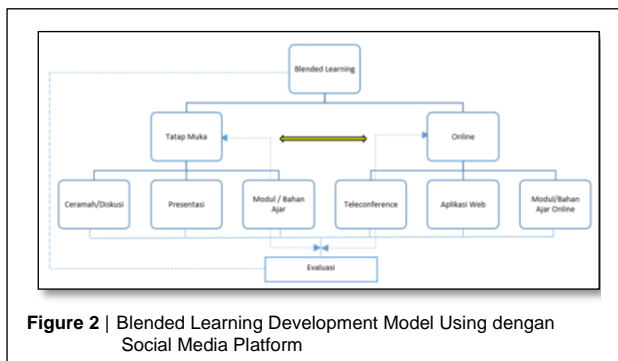 Blended Learning
Tatap Muka
Online
Ceramah/Diskusi
Presentasi
Modul / Bahan
Ajar
Teleconference
Aplikasi Web
Modul/Bahan
Ajar Online
Evaluasi
Figure 2 | Blended Learning Development Model Using dengan
Social Media Platform